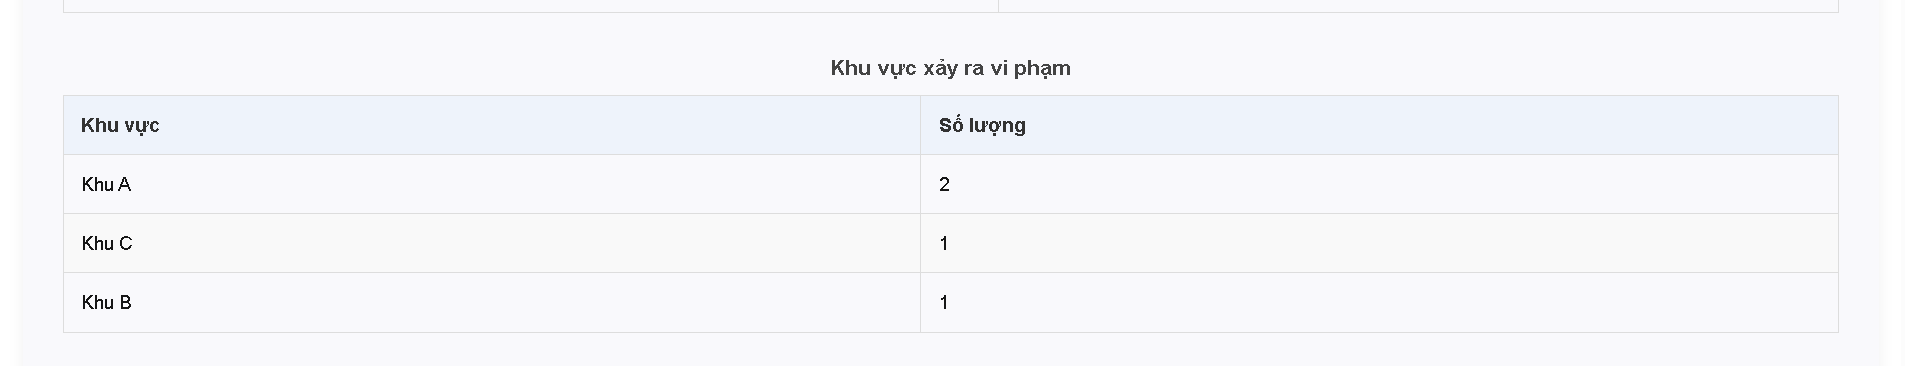 Khu vực xảy ra vi phạm
Khu vực Số lượng
Khu A 2
Khu C 1
Khu B 1